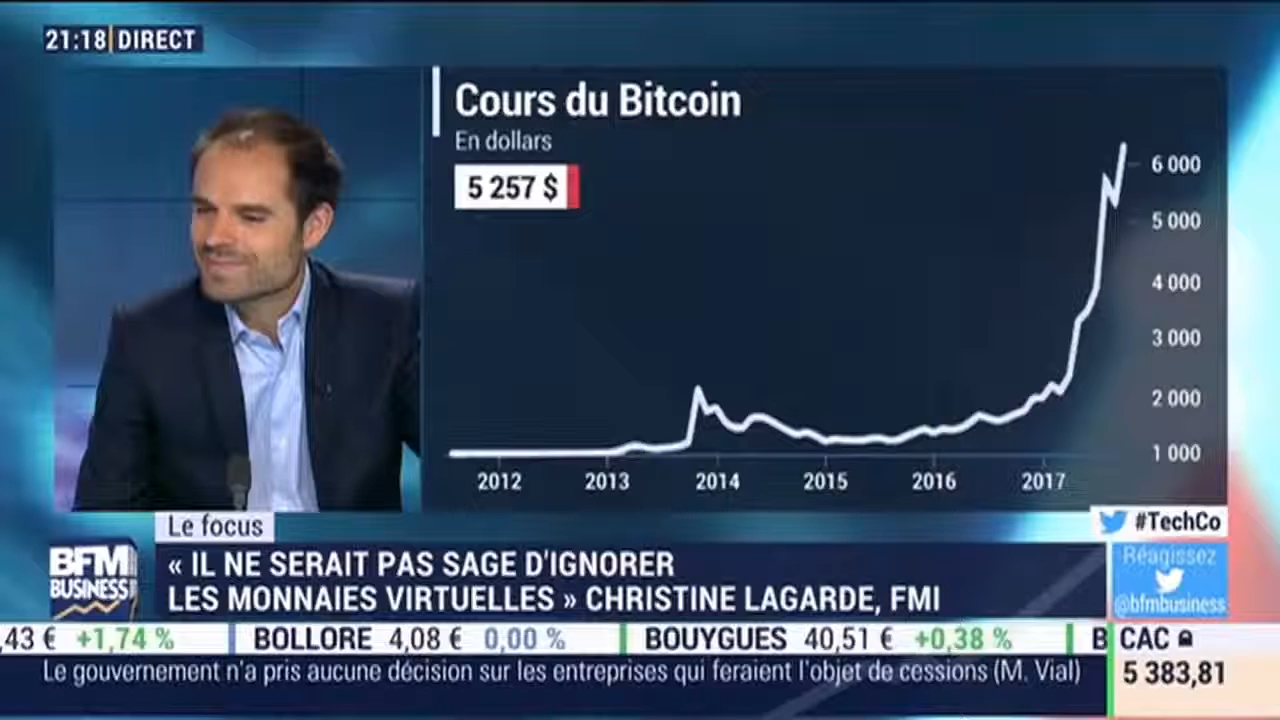 21:18 DIRECT
Cours du Bitcoin
En dollars
5 257 $
6 000
5 000
4 000
3 000
2 000
1 000
2012 2013 2014 2015 2016 2017
#TechCo
Le focus
BFM
BUSINESS
« IL NE SERAIT PAS SAGE D'IGNORER
LES MONNAIES VIRTUELLES » CHRISTINE LAGARDE, FMI
Réagissez
@bfmbusiness
,43 € +1,74 % BOLLORE 4,08 € 0,00 % BOUYGUES 40,51 € +0,38 % B
CAC
5 383,81
Le gouvernement n'a pris aucune décision sur les entreprises qui feraient l'objet de cessions (M. Vial)